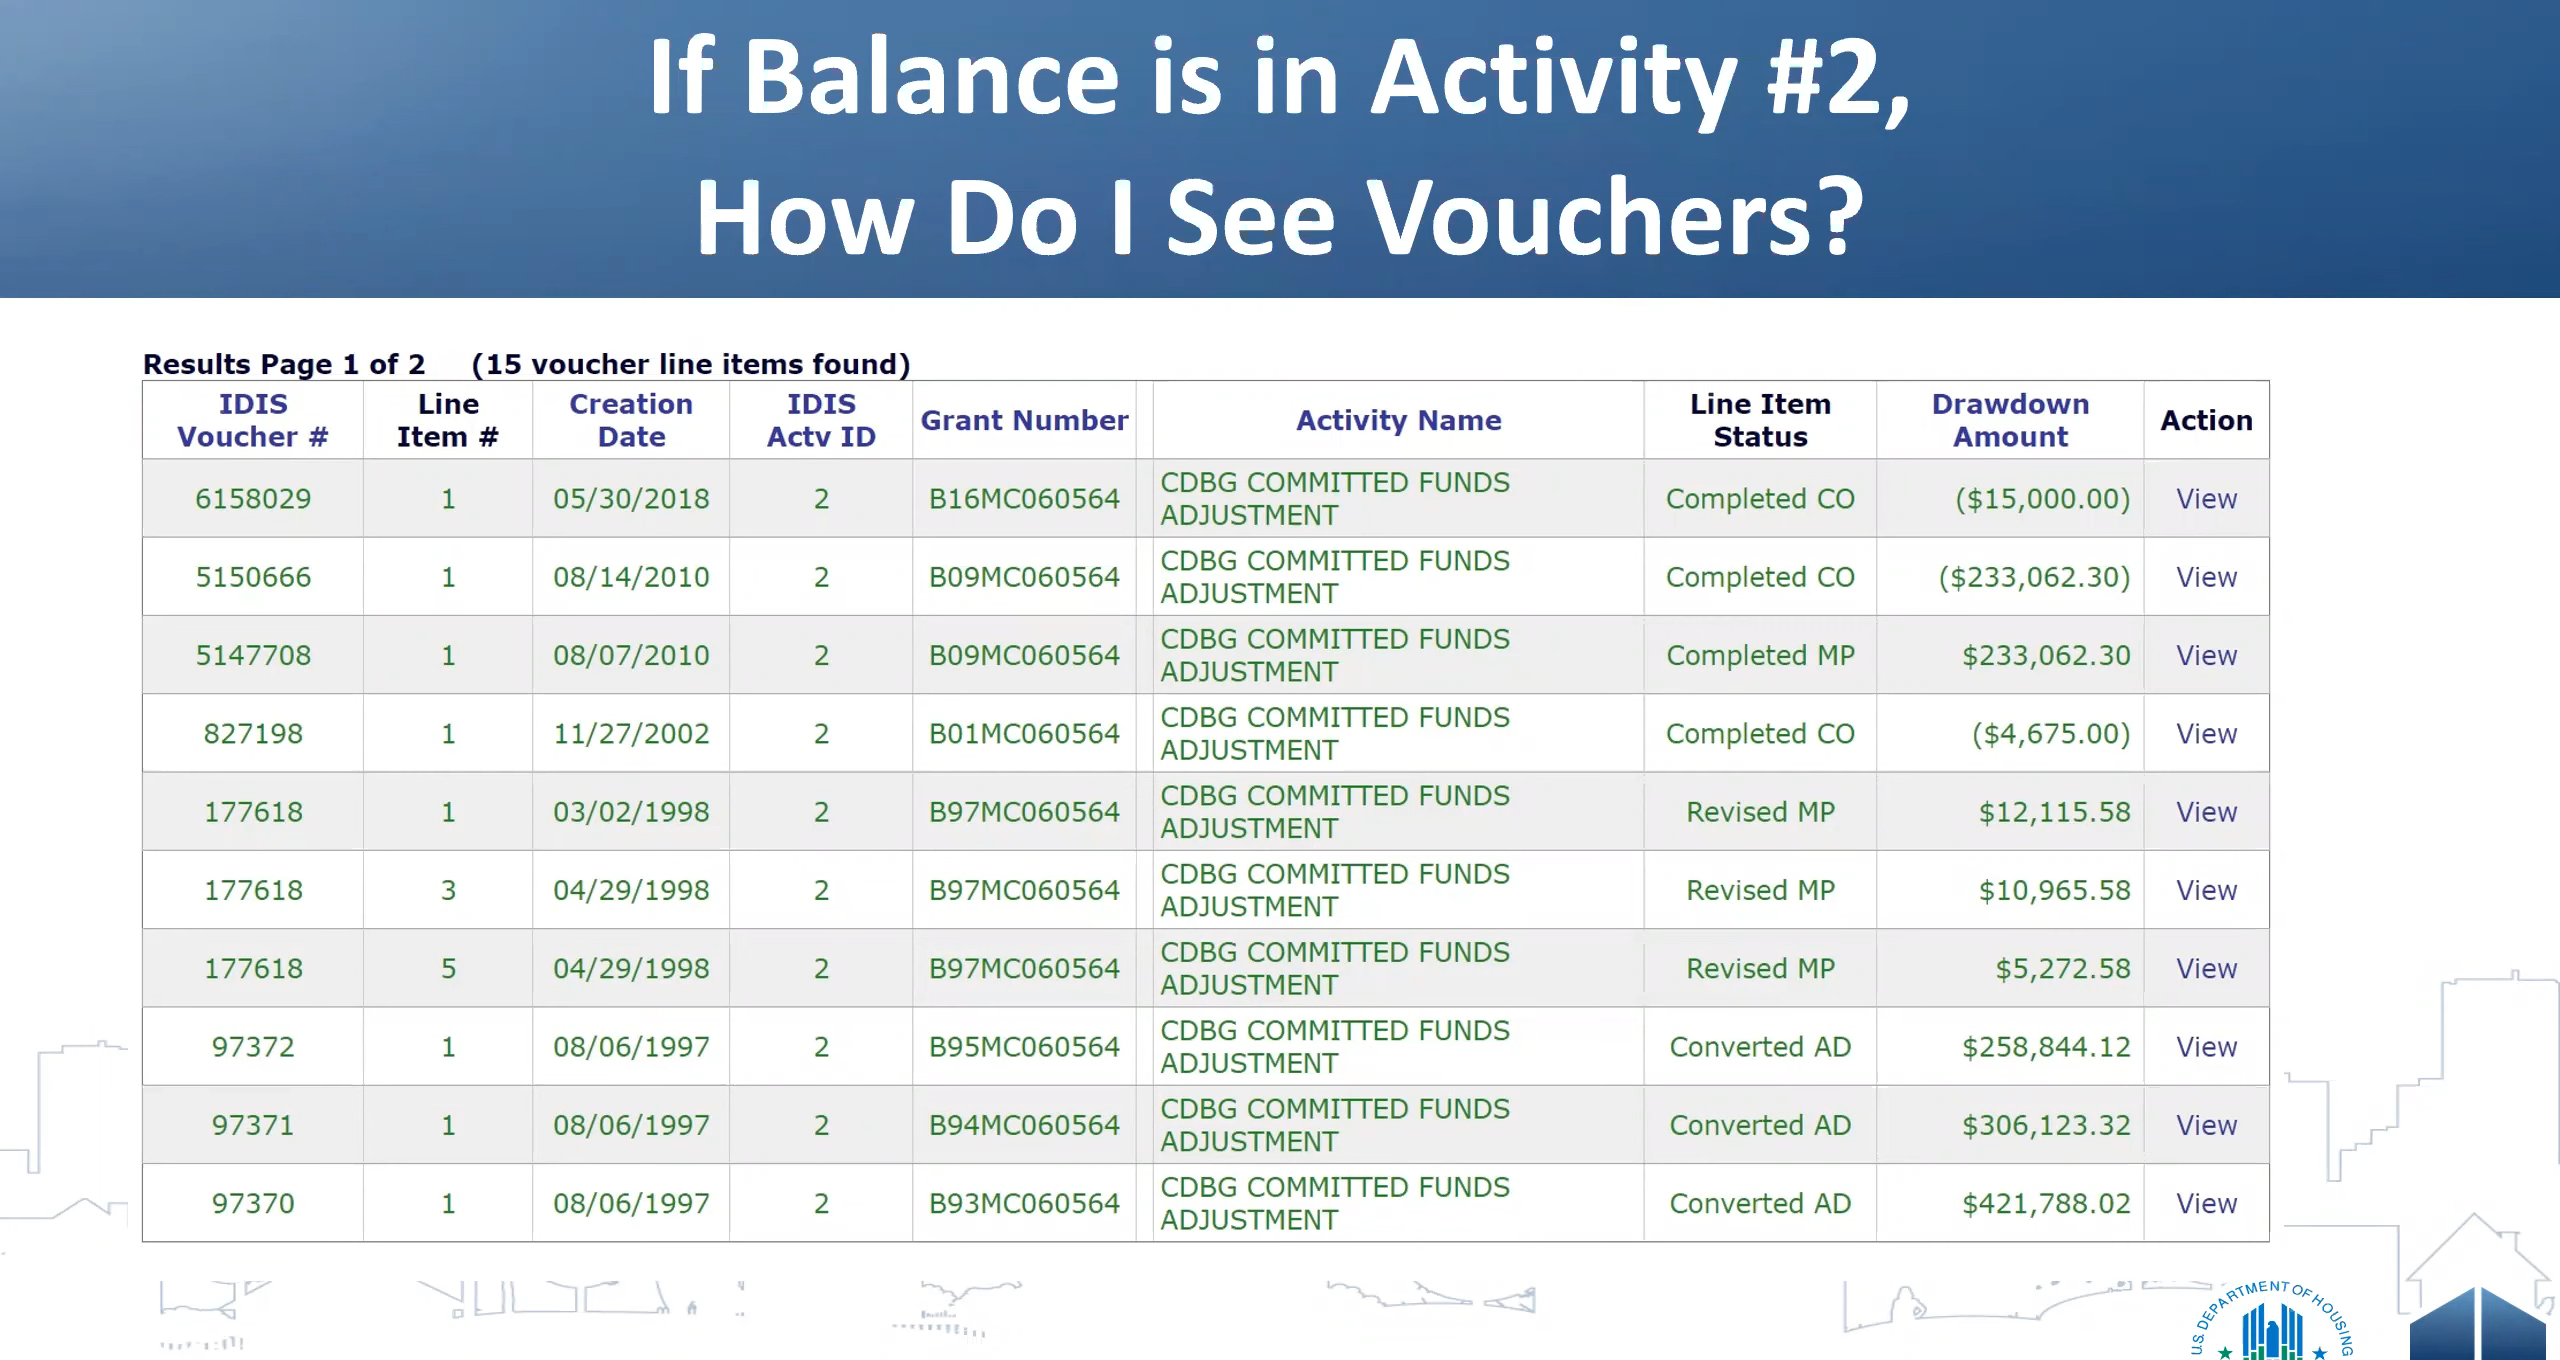 If Balance is in Activity #2,
How Do I See Vouchers?
Results Page 1 of 2 (15 voucher line items found)
IDIS Voucher # Line Item # Creation Date IDIS Actv ID Grant Number Activity Name Line Item Status Drawdown Amount Action
6158029 1 05/30/2018 2 B16MC060564 CDBG COMMITTED FUNDS ADJUSTMENT Completed CO ($15,000.00) View
5150666 1 08/14/2010 2 B09MC060564 CDBG COMMITTED FUNDS ADJUSTMENT Completed CO ($233,062.30) View
5147708 1 08/07/2010 2 B09MC060564 CDBG COMMITTED FUNDS ADJUSTMENT Completed MP $233,062.30 View
827198 1 11/27/2002 2 B01MC060564 CDBG COMMITTED FUNDS ADJUSTMENT Completed CO ($4,675.00) View
177618 1 03/02/1998 2 B97MC060564 CDBG COMMITTED FUNDS ADJUSTMENT Revised MP $12,115.58 View
177618 3 04/29/1998 2 B97MC060564 CDBG COMMITTED FUNDS ADJUSTMENT Revised MP $10,965.58 View
177618 5 04/29/1998 2 B97MC060564 CDBG COMMITTED FUNDS ADJUSTMENT Revised MP $5,272.58 View
97372 1 08/06/1997 2 B95MC060564 CDBG COMMITTED FUNDS ADJUSTMENT Converted AD $258,844.12 View
97371 1 08/06/1997 2 B94MC060564 CDBG COMMITTED FUNDS ADJUSTMENT Converted AD $306,123.32 View
97370 1 08/06/1997 2 B93MC060564 CDBG COMMITTED FUNDS ADJUSTMENT Converted AD $421,788.02 View
U.S. DEPARTMENT OF HOUSING